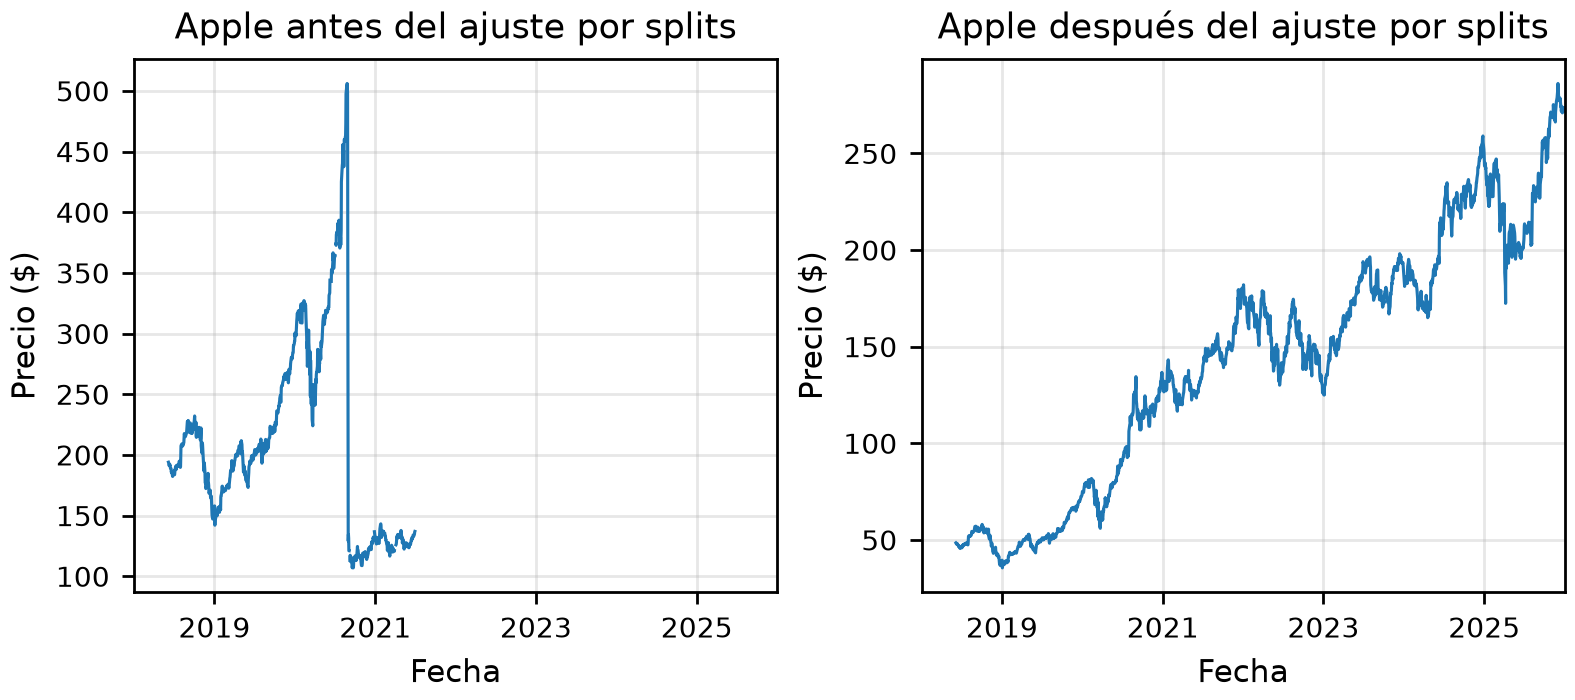 Apple antes del ajuste por splits
500
450
400
350
300
250
200
150
100
Precio ($)
2019 2021 2023 2025
Fecha
Apple después del ajuste por splits
250
200
150
100
50
Precio ($)
2019 2021 2023 2025
Fecha